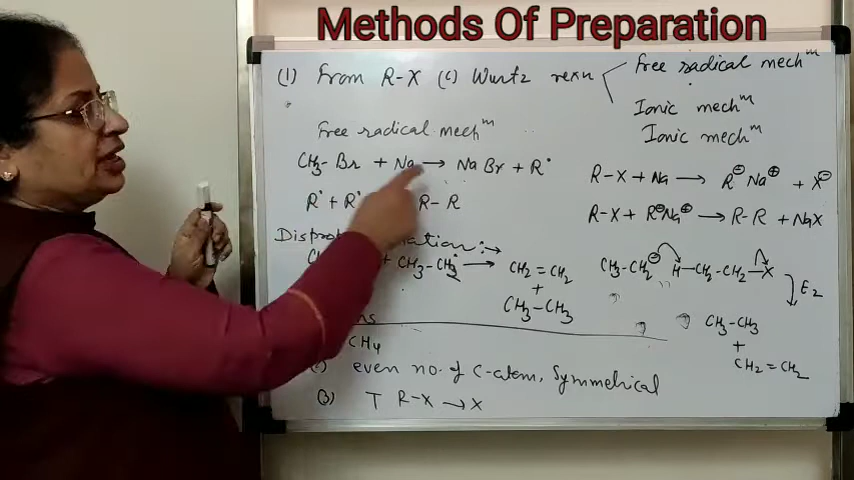 Methods Of Preparation
(1) From R-X (c) Wurtz rexn
Free radical mechᵐ
Ionic mechᵐ
Ionic mechᵐ
Free radical mechᵐ
CH₃-Br + Na → NaBr + R•
R• + R• R-R
CH₃-CH₂• → CH₂=CH₂
+
CH₃-CH₃
CH₄
even no. of C-atom, Symmetrical
(3) T R-X → X
R-X + Na → R⊖ Na⊕ + X⊖
R-X + R⊖Na⊕ → R-R + NaX
CH₃-CH₂⊖ H-CH₂-CH₂-X
E₂
CH₃-CH₃
+
CH₂=CH₂